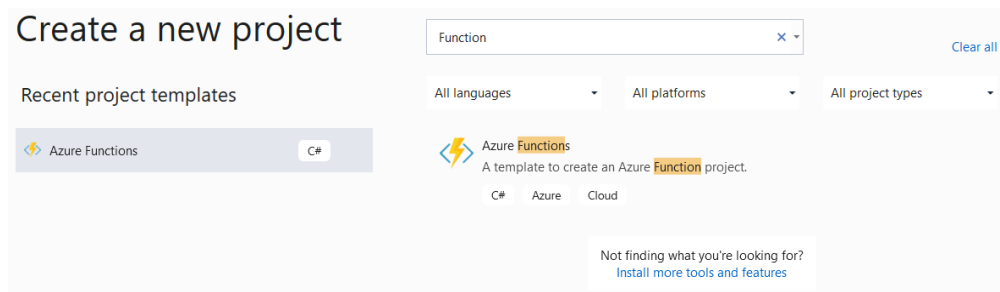 Create a new project
Function
Clear all
Recent project templates
All languages
All platforms
All project types
Azure Functions
C#
Azure Functions
A template to create an Azure Function project.
C#
Azure
Cloud
Not finding what you're looking for?
Install more tools and features